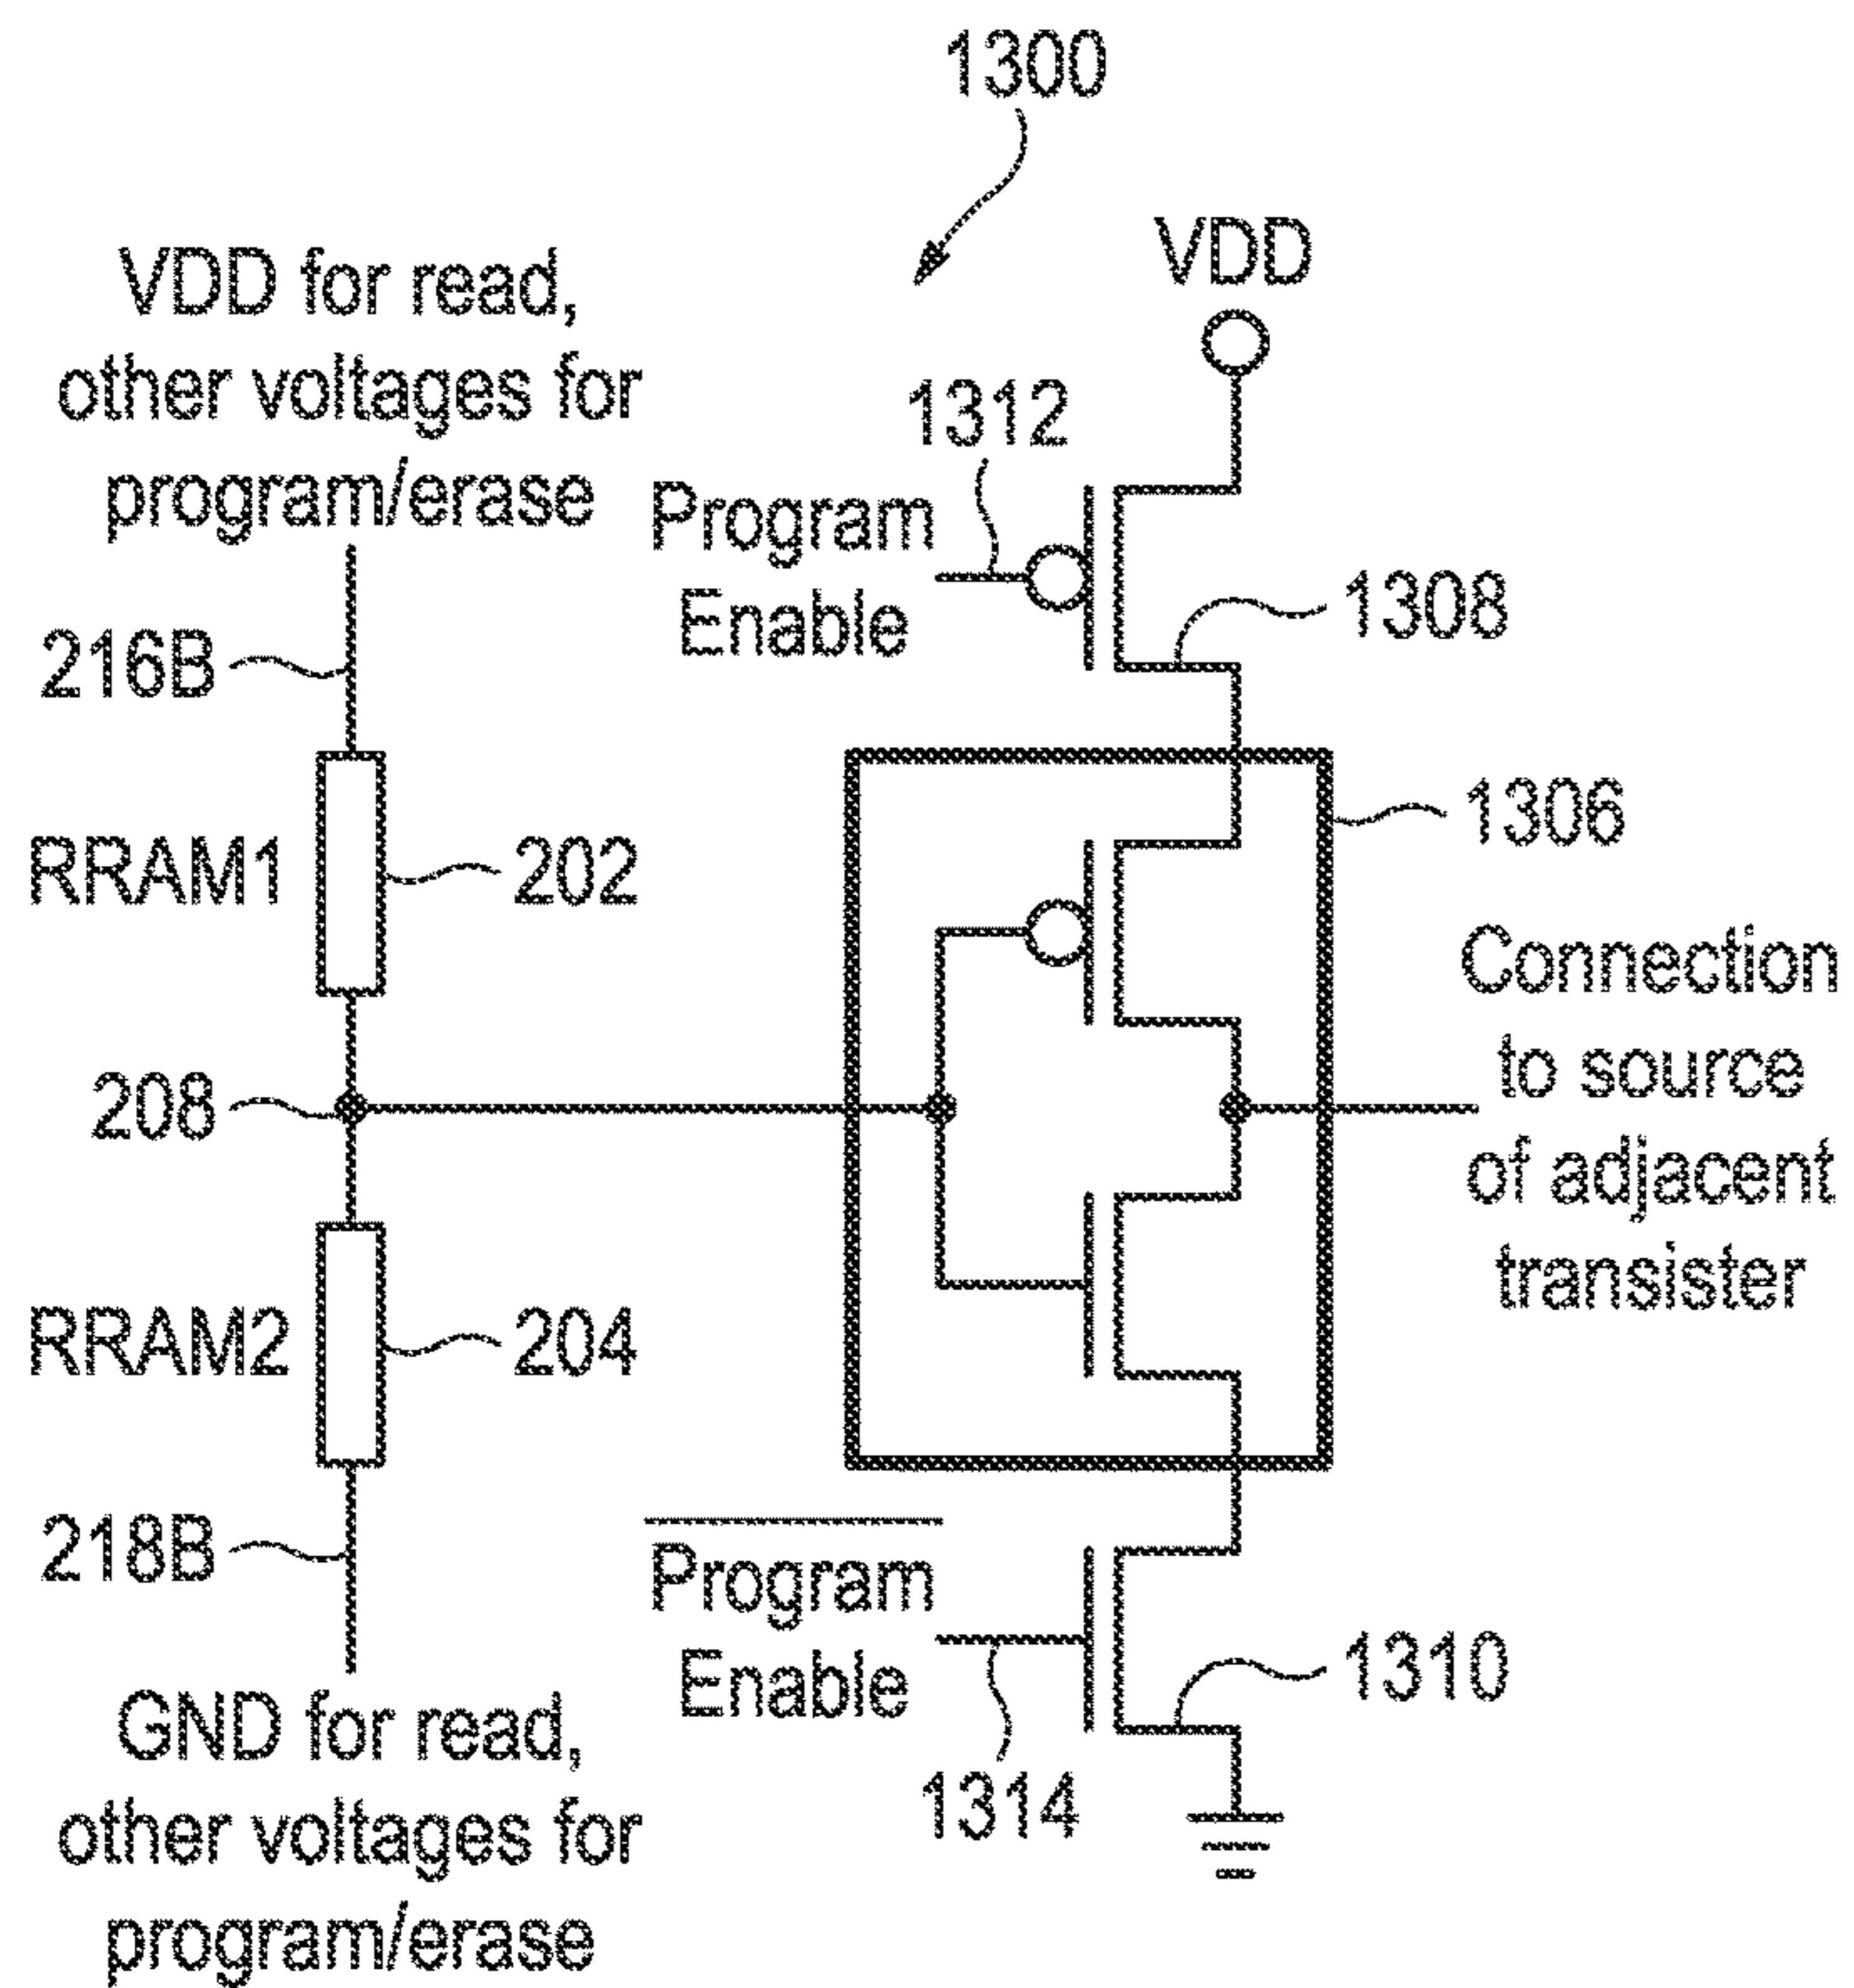 1300
VDD for read,
other voltages for
program/erase
VDD
1312
Program
Enable
1308
216B
RRAM1
202
1306
Connection
to source
of adjacent
transister
208
RRAM2
204
218B
Program
Enable
1310
1314
GND for read,
other voltages for
program/erase